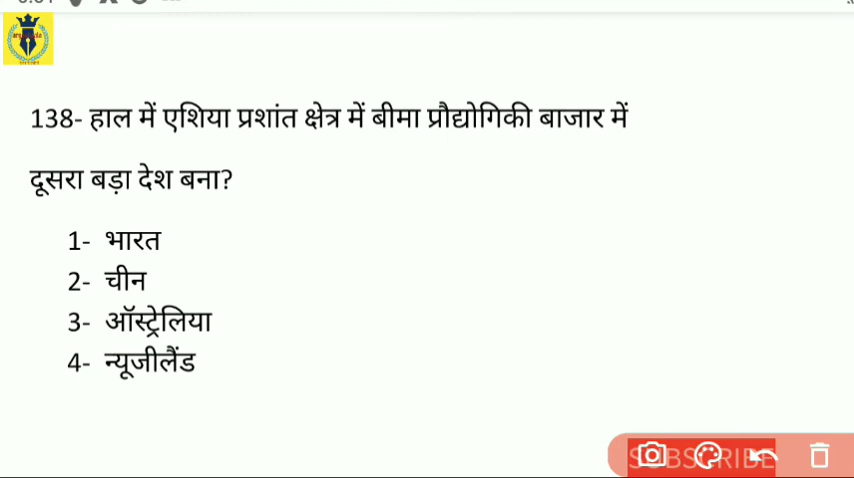 138- हाल में एशिया प्रशांत क्षेत्र में बीमा प्रौद्योगिकी बाजार में
दूसरा बड़ा देश बना?
1- भारत
2- चीन
3- ऑस्ट्रेलिया
4- न्यूजीलैंड
SUBSCRIBE